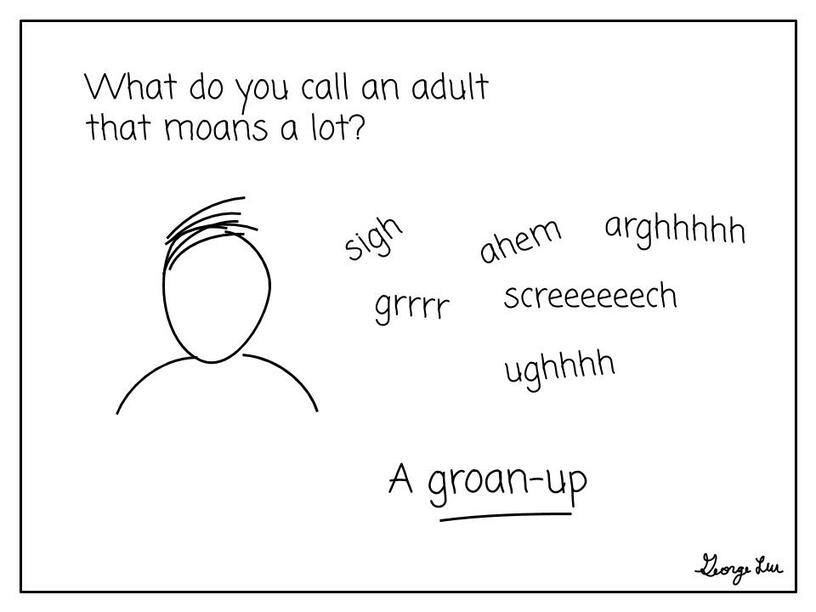 What do you call an adult
that moans a lot?
sigh
ahem
arghhhhh
grrrr
screeeeeech
ughhhh
A groan-up
George Liu